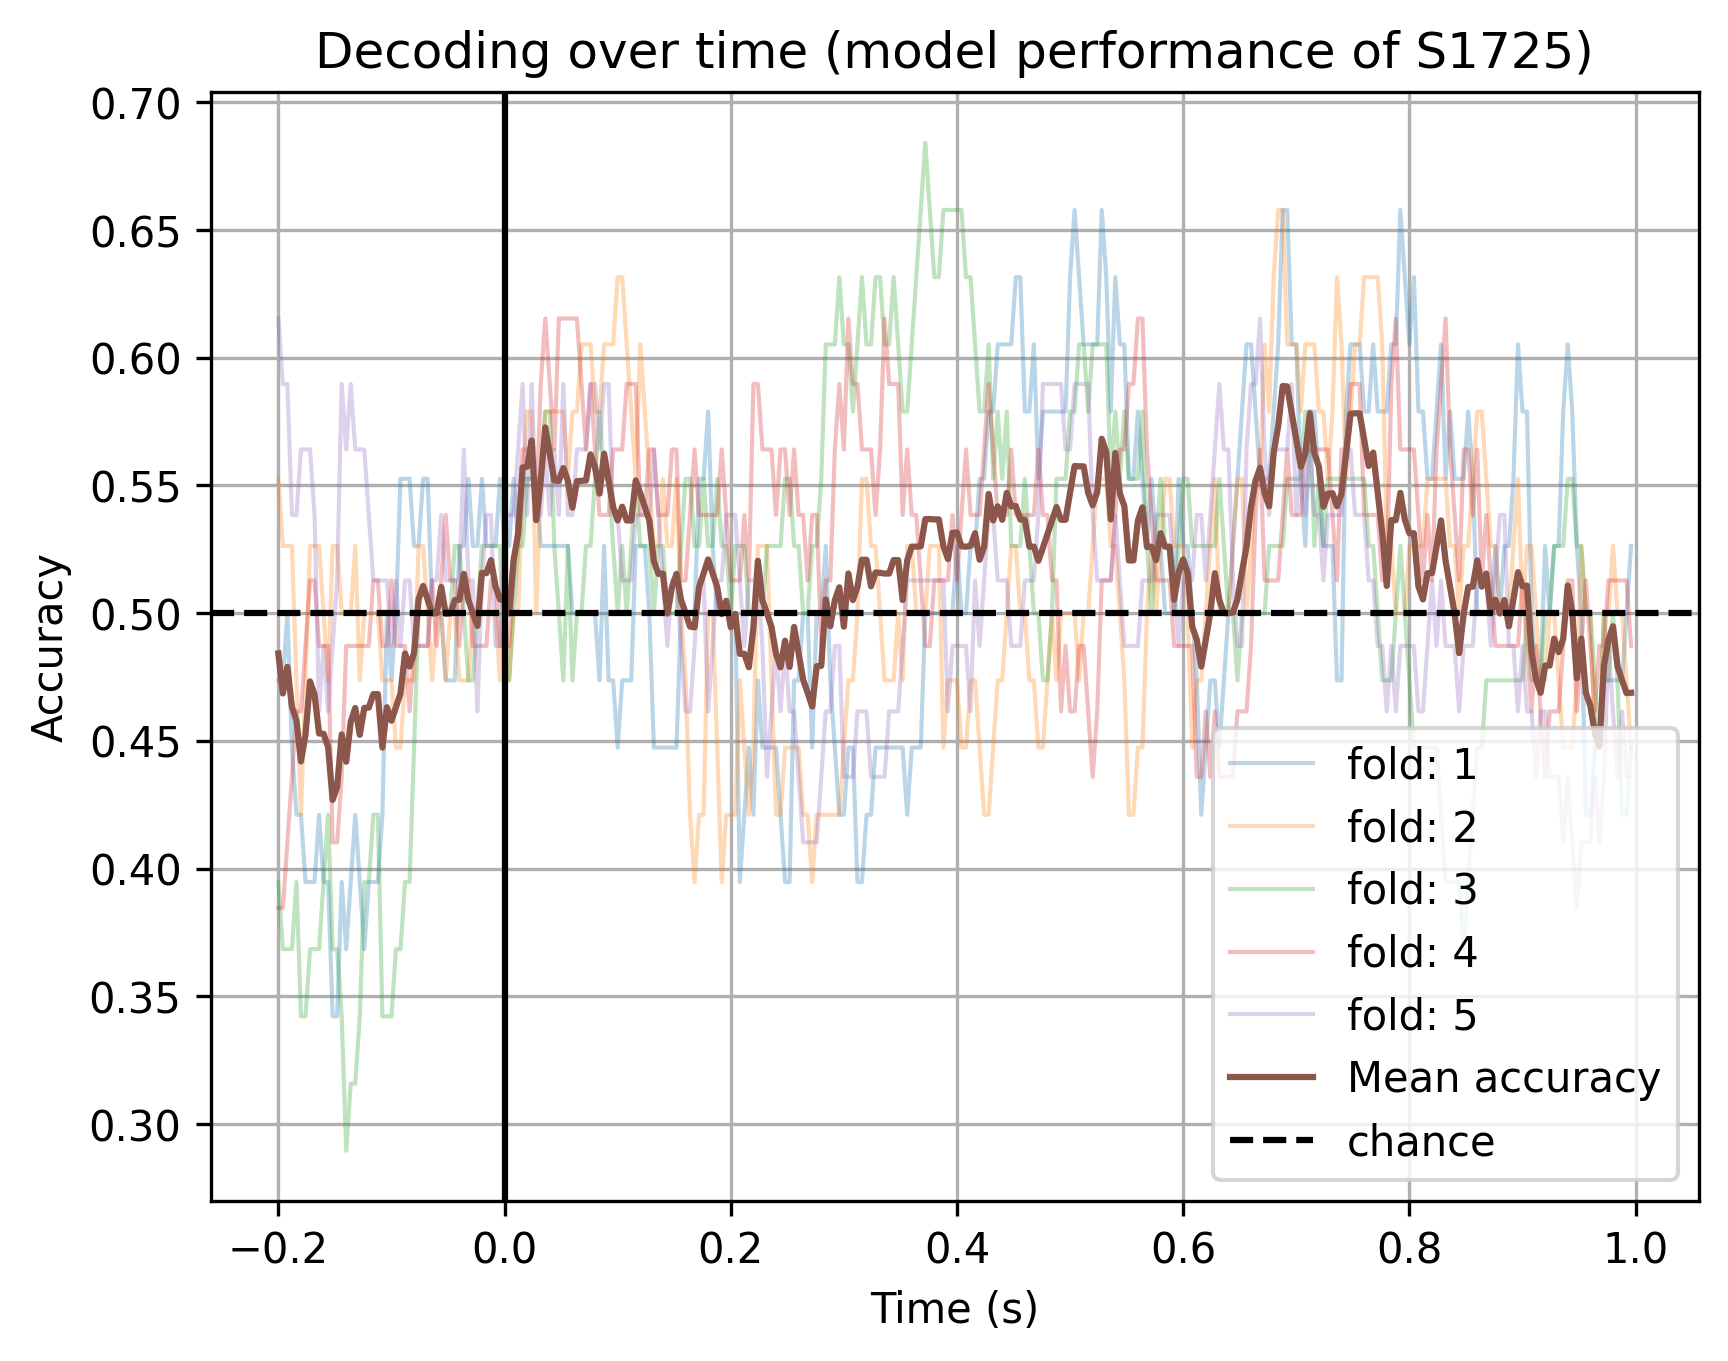 Decoding over time (model performance of S1725)
0.70
0.65
0.60
0.55
0.50
0.45
0.40
0.35
0.30
Accuracy
fold: 1
fold: 2
fold: 3
fold: 4
fold: 5
Mean accuracy
chance
−0.2 0.0 0.2 0.4 0.6 0.8 1.0
Time (s)